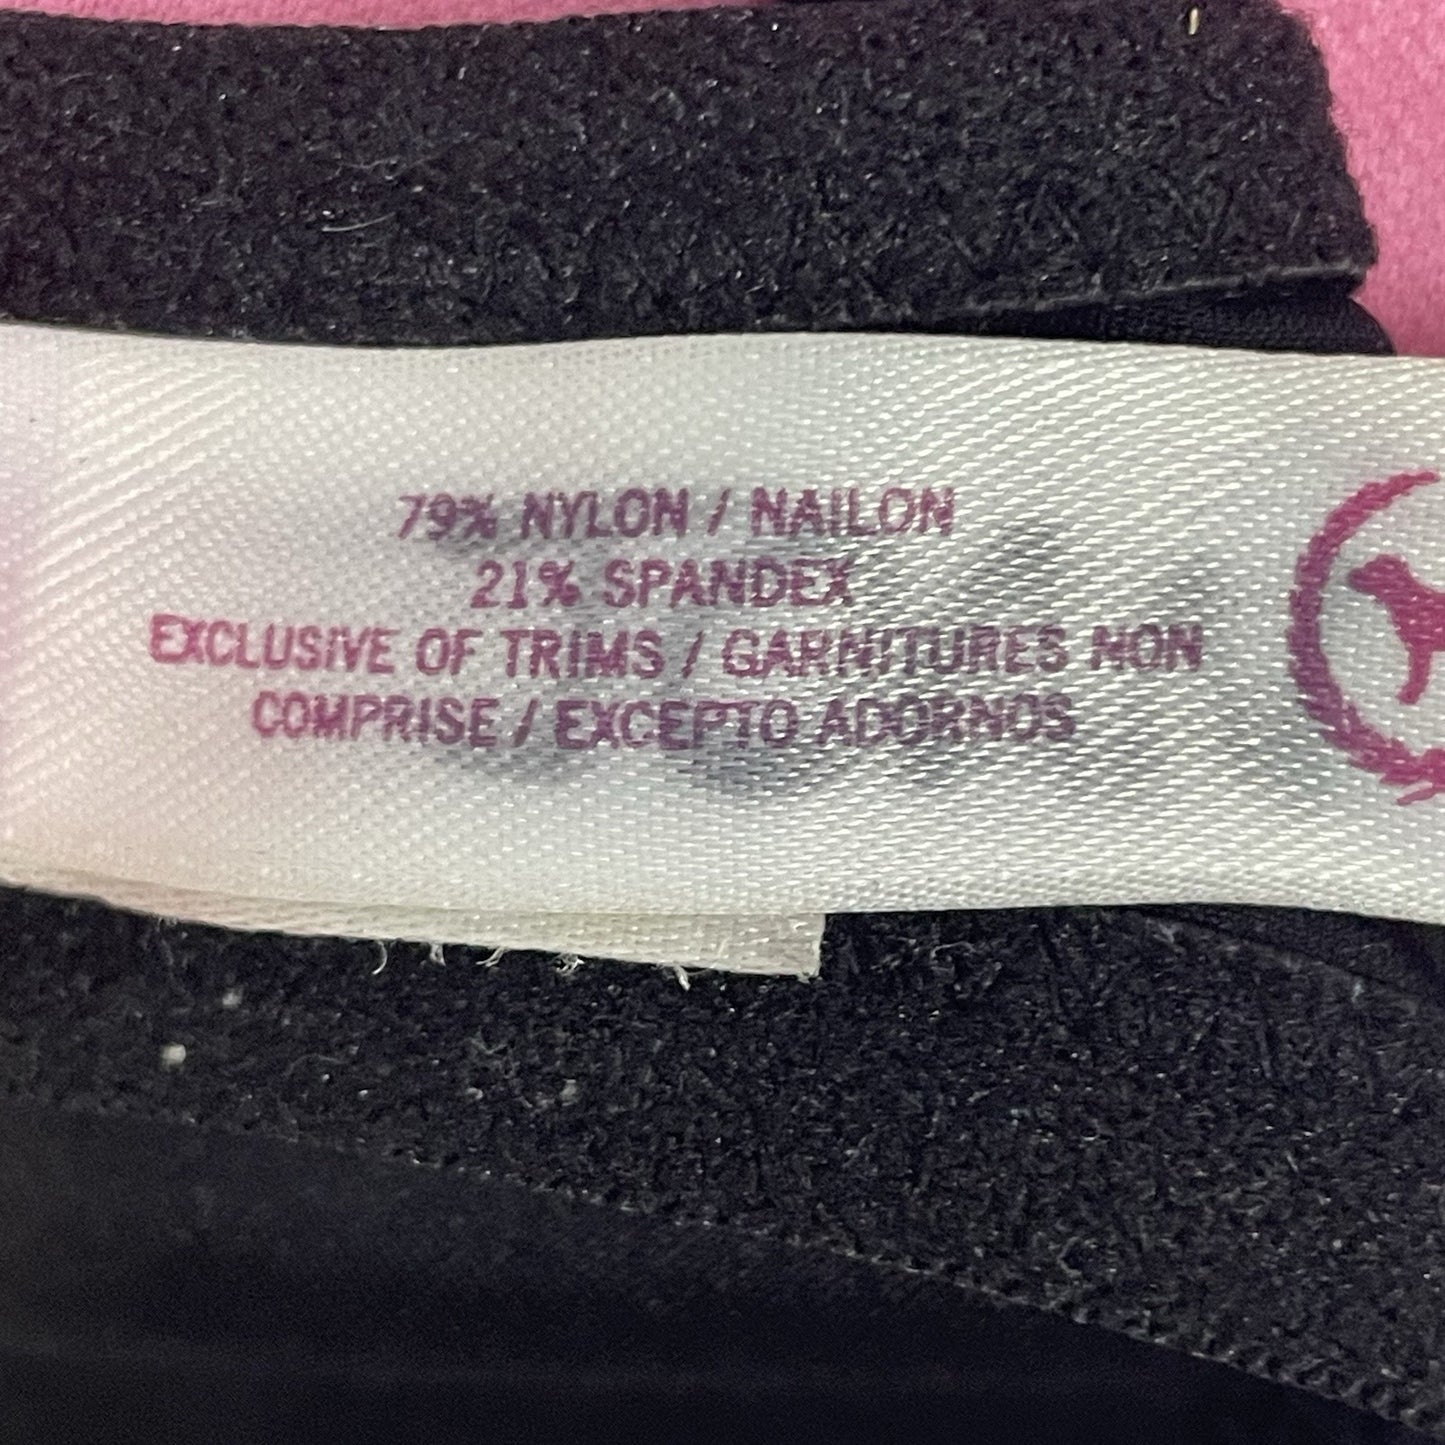 79% NYLON / NAILON
21% SPANDEX
EXCLUSIVE OF TRIMS / GARNITURES NON
COMPRISE / EXCEPTO ADORNOS